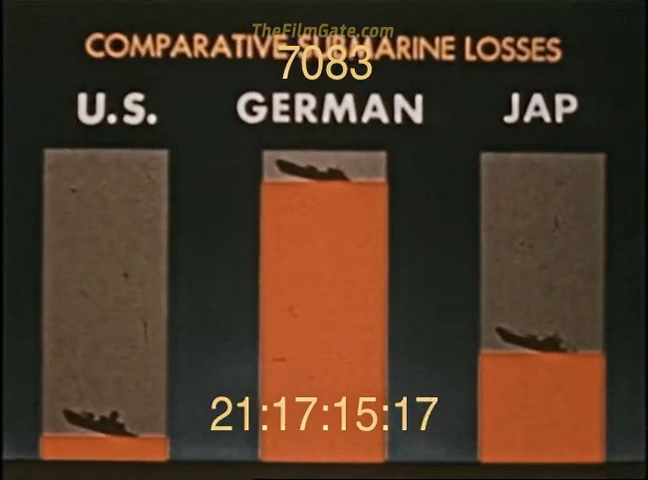 TheFilmGate.com
COMPARATIVE SUBMARINE LOSSES
7083
U.S. GERMAN JAP
21:17:15:17